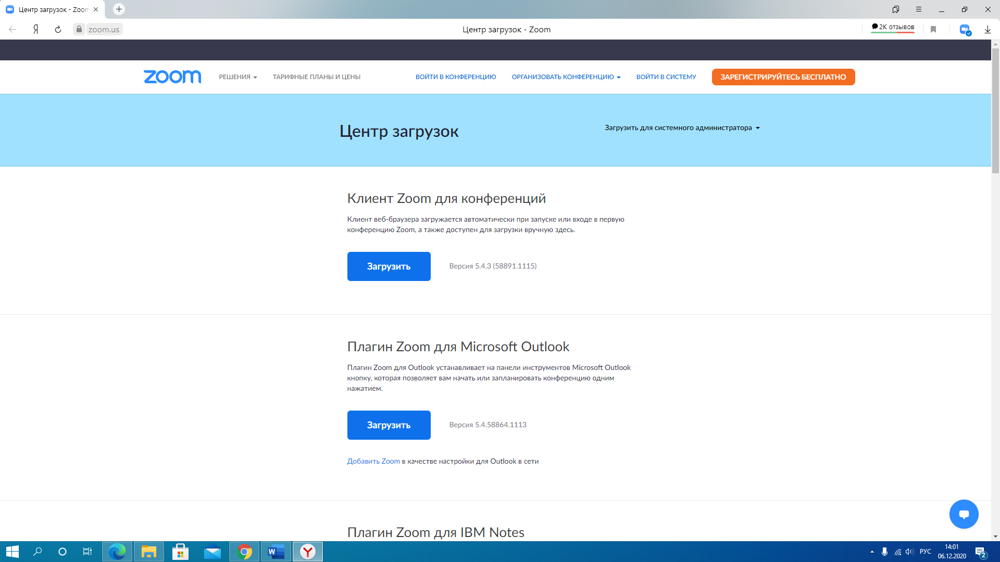 Центр загрузок - Zoom
zoom.us
Центр загрузок - Zoom
2K отзывов
zoom
РЕШЕНИЯ
ТАРИФНЫЕ ПЛАНЫ И ЦЕНЫ
ВОЙТИ В КОНФЕРЕНЦИЮ
ОРГАНИЗОВАТЬ КОНФЕРЕНЦИЮ
ВОЙТИ В СИСТЕМУ
ЗАРЕГИСТРИРУЙТЕСЬ БЕСПЛАТНО
Центр загрузок
Загрузить для системного администратора
Клиент Zoom для конференций
Клиент веб-браузера загружается автоматически при запуске или входе в первую
конференцию Zoom, а также доступен для загрузки вручную здесь.
Загрузить
Версия 5.4.3 (58891.1115)
Плагин Zoom для Microsoft Outlook
Плагин Zoom для Outlook устанавливает на панели инструментов Microsoft Outlook
кнопку, которая позволяет вам начать или запланировать конференцию одним
нажатием.
Загрузить
Версия 5.4.58864.1113
Добавить Zoom в качестве настройки для Outlook в сети
Плагин Zoom для IBM Notes
РУС
14:01
06.12.2020
2